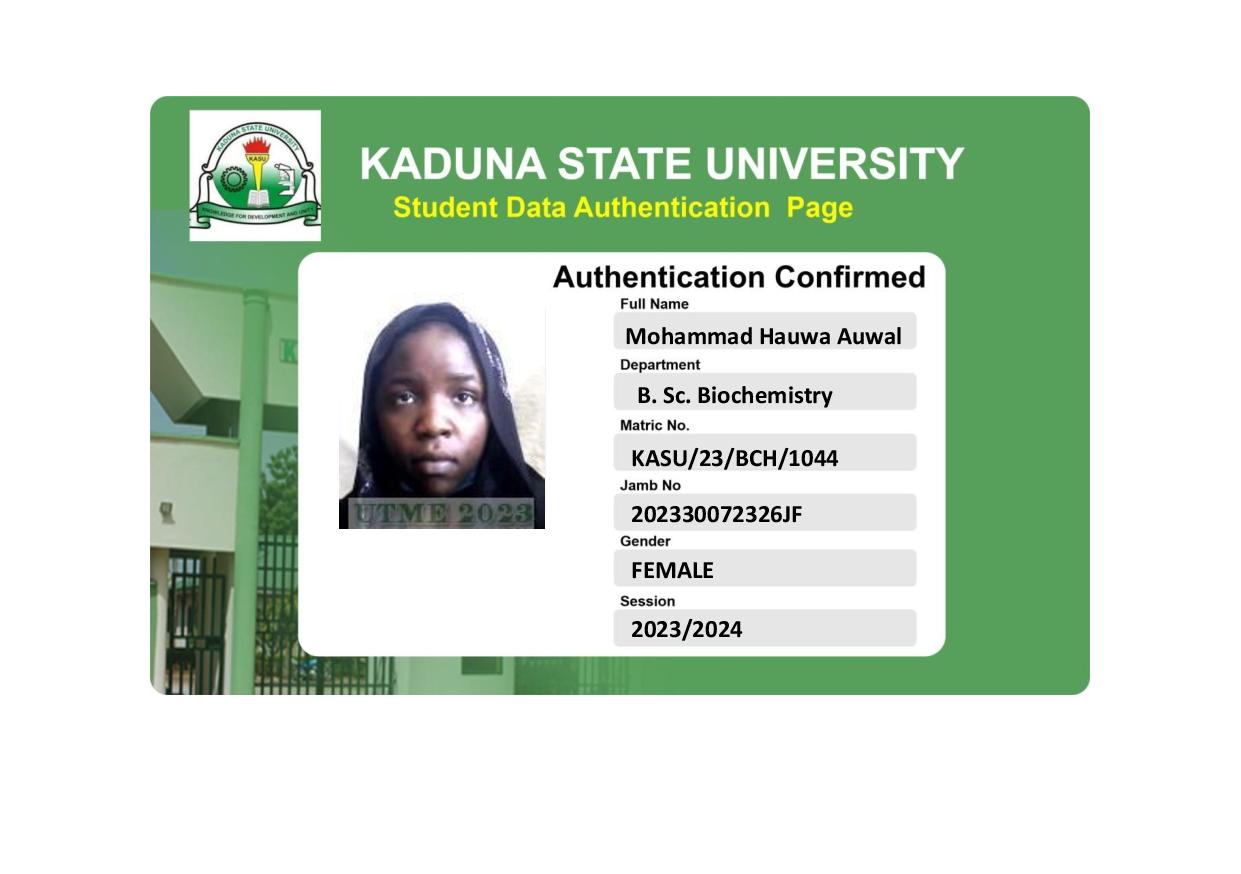 KADUNA STATE UNIVERSITY
KASU
KNOWLEDGE FOR DEVELOPMENT AND UNITY
KADUNA STATE UNIVERSITY
Student Data Authentication Page
Authentication Confirmed
Full Name
Mohammad Hauwa Auwal
Department
B. Sc. Biochemistry
Matric No.
KASU/23/BCH/1044
Jamb No
202330072326JF
Gender
FEMALE
Session
2023/2024
UTME 2023
K